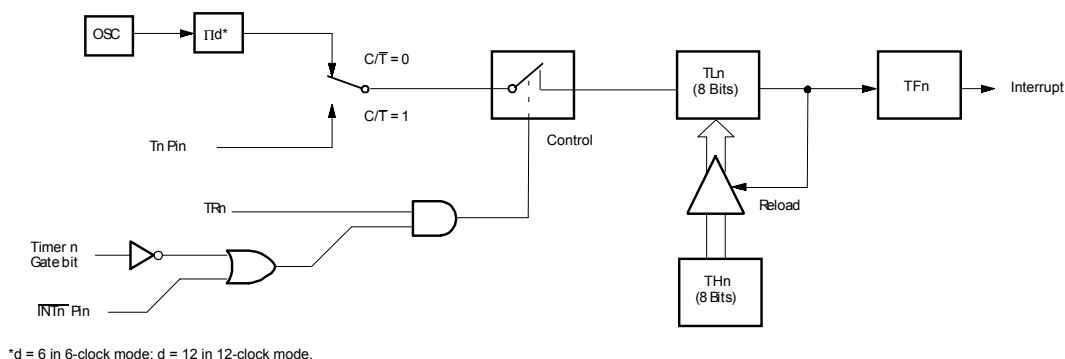 OSC
Πd*
C/T̅ = 0
C/T̅ = 1
Tn Pin
Control
TLn
(8 Bits)
TFn
Interrupt
Reload
TRn
Timer n
Gate bit
I̅N̅T̅n̅ Pin
THn
(8 Bits)
*d = 6 in 6-clock mode; d = 12 in 12-clock mode.